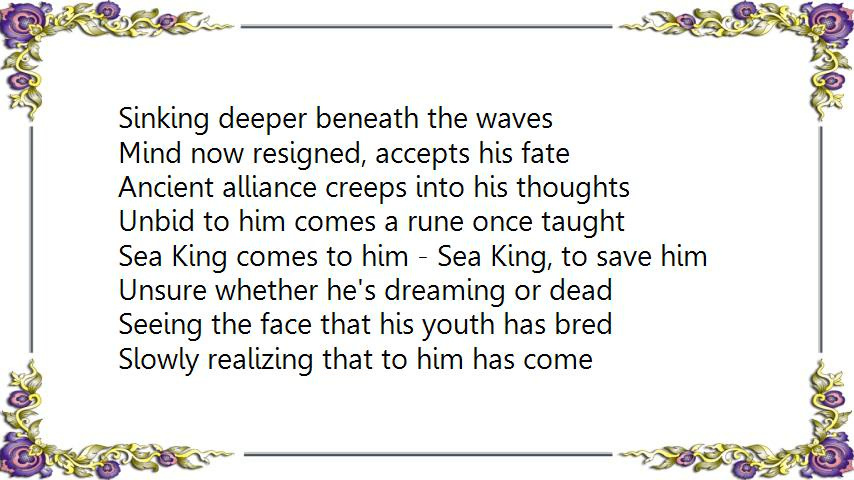 Sinking deeper beneath the waves
Mind now resigned, accepts his fate
Ancient alliance creeps into his thoughts
Unbid to him comes a rune once taught
Sea King comes to him - Sea King, to save him
Unsure whether he's dreaming or dead
Seeing the face that his youth has bred
Slowly realizing that to him has come